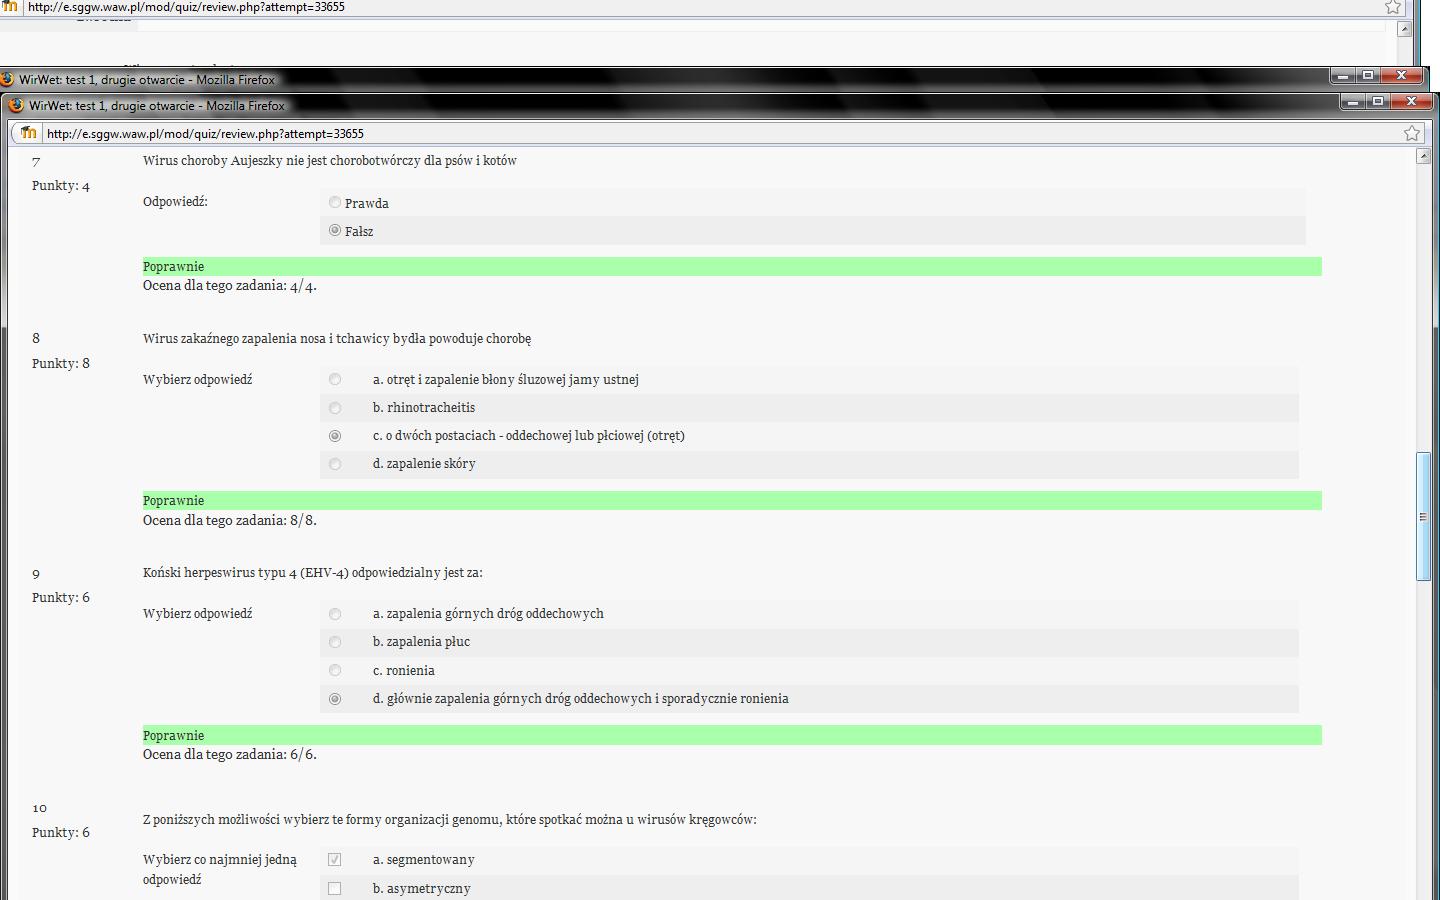 http://e.sggw.waw.pl/mod/quiz/review.php?attempt=33655
WirWet: test 1, drugie otwarcie - Mozilla Firefox
WirWet: test 1, drugie otwarcie - Mozilla Firefox
http://e.sggw.waw.pl/mod/quiz/review.php?attempt=33655
7
Wirus choroby Aujeszky nie jest chorobotwórczy dla psów i kotów
Punkty: 4
Odpowiedź:
Prawda
Fałsz
Poprawnie
Ocena dla tego zadania: 4/4.
8
Wirus zakaźnego zapalenia nosa i tchawicy bydła powoduje chorobę
Punkty: 8
Wybierz odpowiedź
a. otręt i zapalenie błony śluzowej jamy ustnej
b. rhinotracheitis
c. o dwóch postaciach - oddechowej lub płciowej (otręt)
d. zapalenie skóry
Poprawnie
Ocena dla tego zadania: 8/8.
9
Koński herpeswirus typu 4 (EHV-4) odpowiedzialny jest za:
Punkty: 6
Wybierz odpowiedź
a. zapalenia górnych dróg oddechowych
b. zapalenia płuc
c. ronienia
d. głównie zapalenia górnych dróg oddechowych i sporadycznie ronienia
Poprawnie
Ocena dla tego zadania: 6/6.
10
Z poniższych możliwości wybierz te formy organizacji genomu, które spotkać można u wirusów kręgowców:
Punkty: 6
Wybierz co najmniej jedną odpowiedź
a. segmentowany
b. asymetryczny